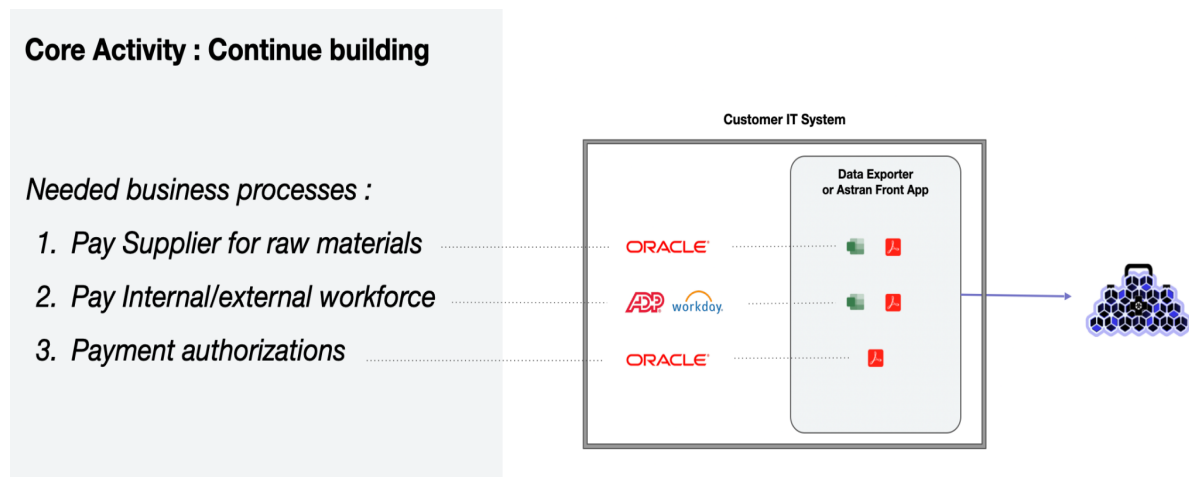 Core Activity : Continue building
Customer IT System
Data Exporter
or Astran Front App
Needed business processes :
1. Pay Supplier for raw materials
ORACLE
2. Pay Internal/external workforce
ADP
workday.
3. Payment authorizations
ORACLE